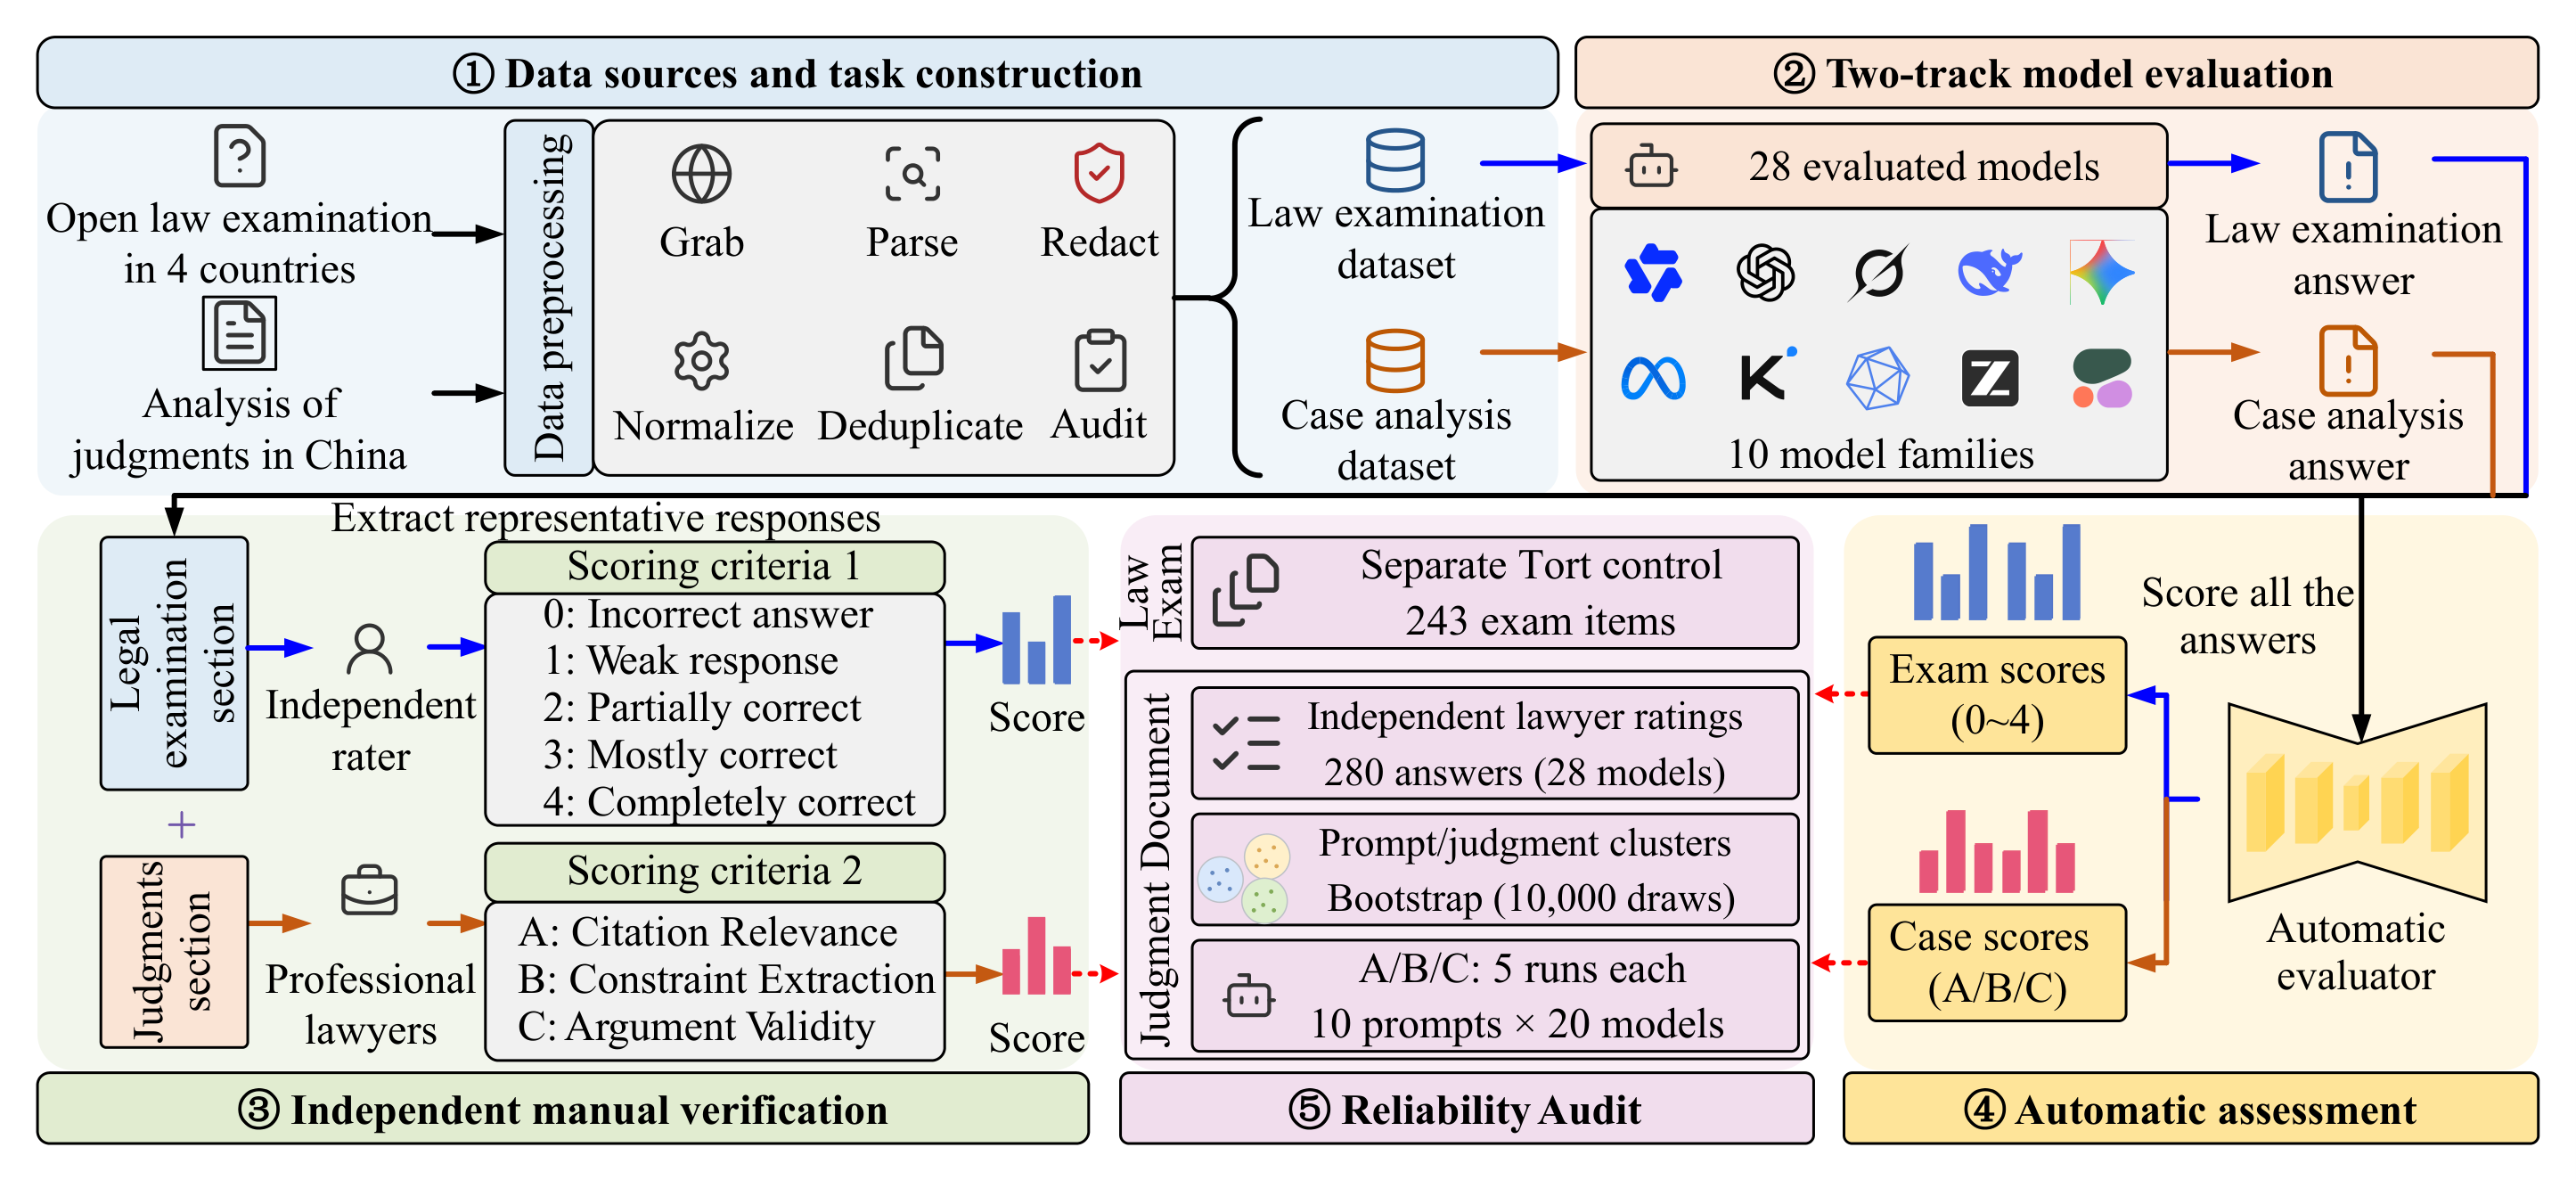 ① Data sources and task construction
② Two-track model evaluation
Open law examination
in 4 countries
Analysis of
judgments in China
Data preprocessing
Grab
Parse
Redact
Normalize
Deduplicate
Audit
Law examination
dataset
Case analysis
dataset
28 evaluated models
10 model families
Law examination
answer
Case analysis
answer
Extract representative responses
Legal
examination
section
+
Judgments
section
Independent
rater
Professional
lawyers
Scoring criteria 1
0: Incorrect answer
1: Weak response
2: Partially correct
3: Mostly correct
4: Completely correct
Scoring criteria 2
A: Citation Relevance
B: Constraint Extraction
C: Argument Validity
Score
Score
③ Independent manual verification
Law
Exam
Separate Tort control
243 exam items
Judgment Document
Independent lawyer ratings
280 answers (28 models)
Prompt/judgment clusters
Bootstrap (10,000 draws)
A/B/C: 5 runs each
10 prompts × 20 models
⑤ Reliability Audit
Score all the
answers
Exam scores
(0~4)
Case scores
(A/B/C)
Automatic
evaluator
④ Automatic assessment